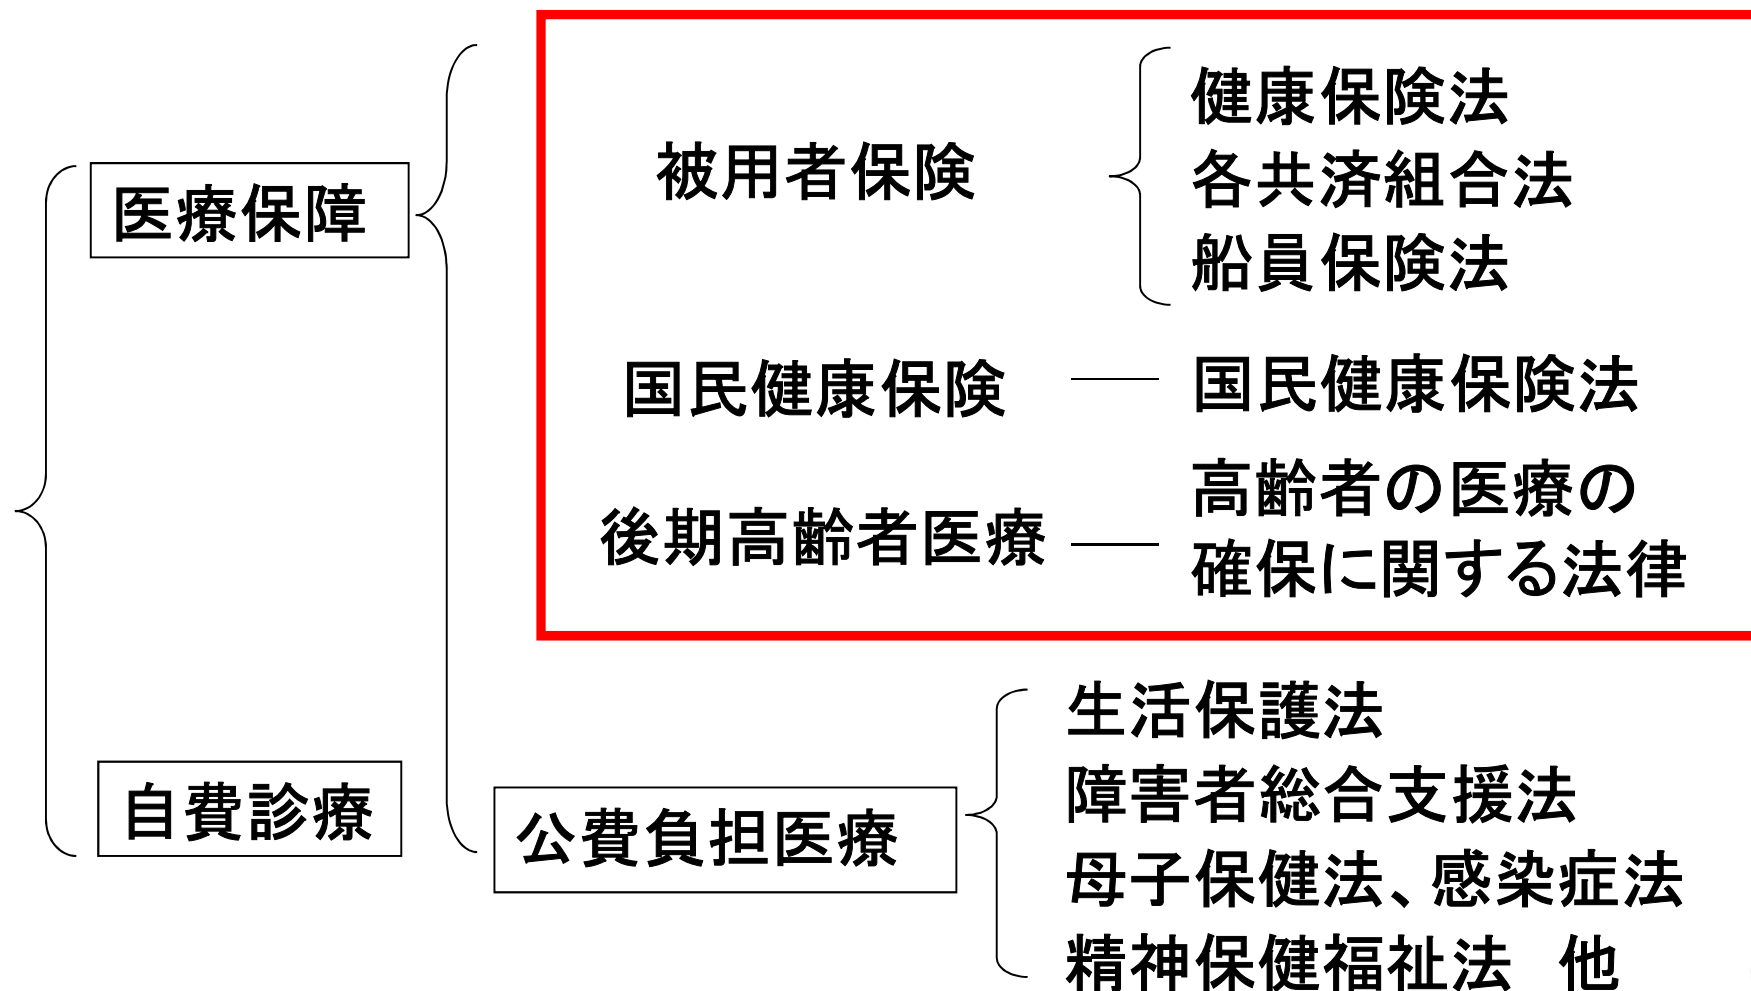 医療保障
被用者保険
健康保険法
各共済組合法
船員保険法
国民健康保険
国民健康保険法
後期高齢者医療
高齢者の医療の
確保に関する法律
自費診療
公費負担医療
生活保護法
障害者総合支援法
母子保健法、感染症法
精神保健福祉法　他